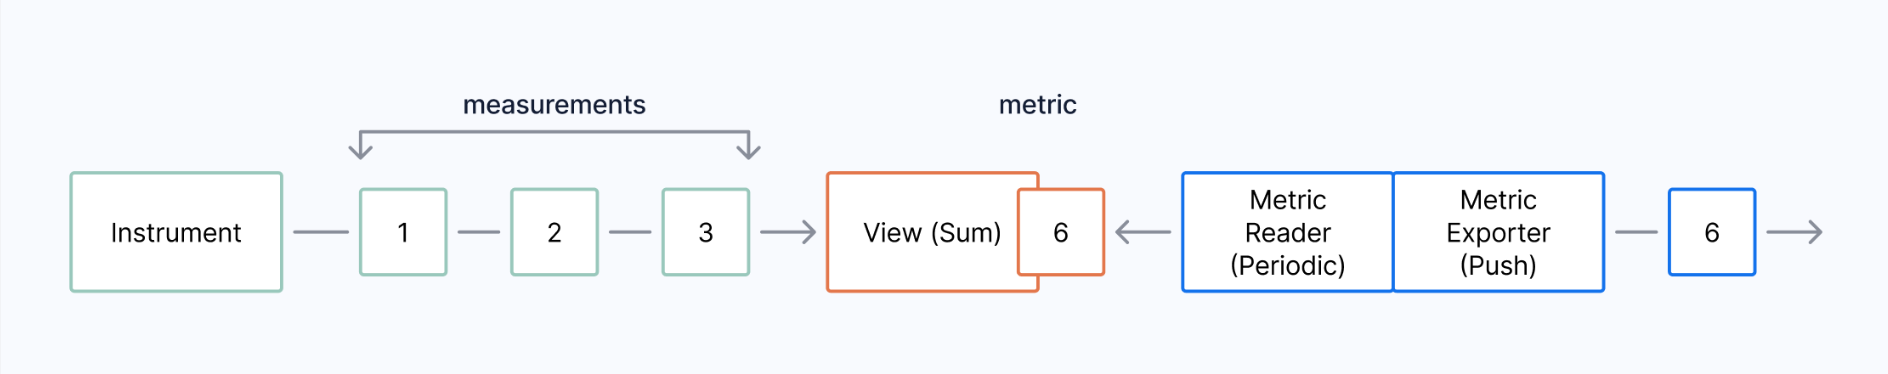 measurements
metric
Instrument
1
2
3
View (Sum)
6
Metric
Reader
(Periodic)
Metric
Exporter
(Push)
6